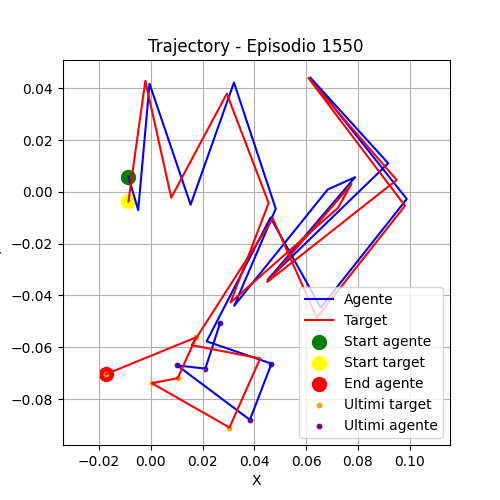 Trajectory - Episodio 1550
0.04
0.02
0.00
−0.02
−0.04
−0.06
−0.08
Agente
Target
Start agente
Start target
End agente
Ultimi target
Ultimi agente
−0.02 0.00 0.02 0.04 0.06 0.08 0.10
X